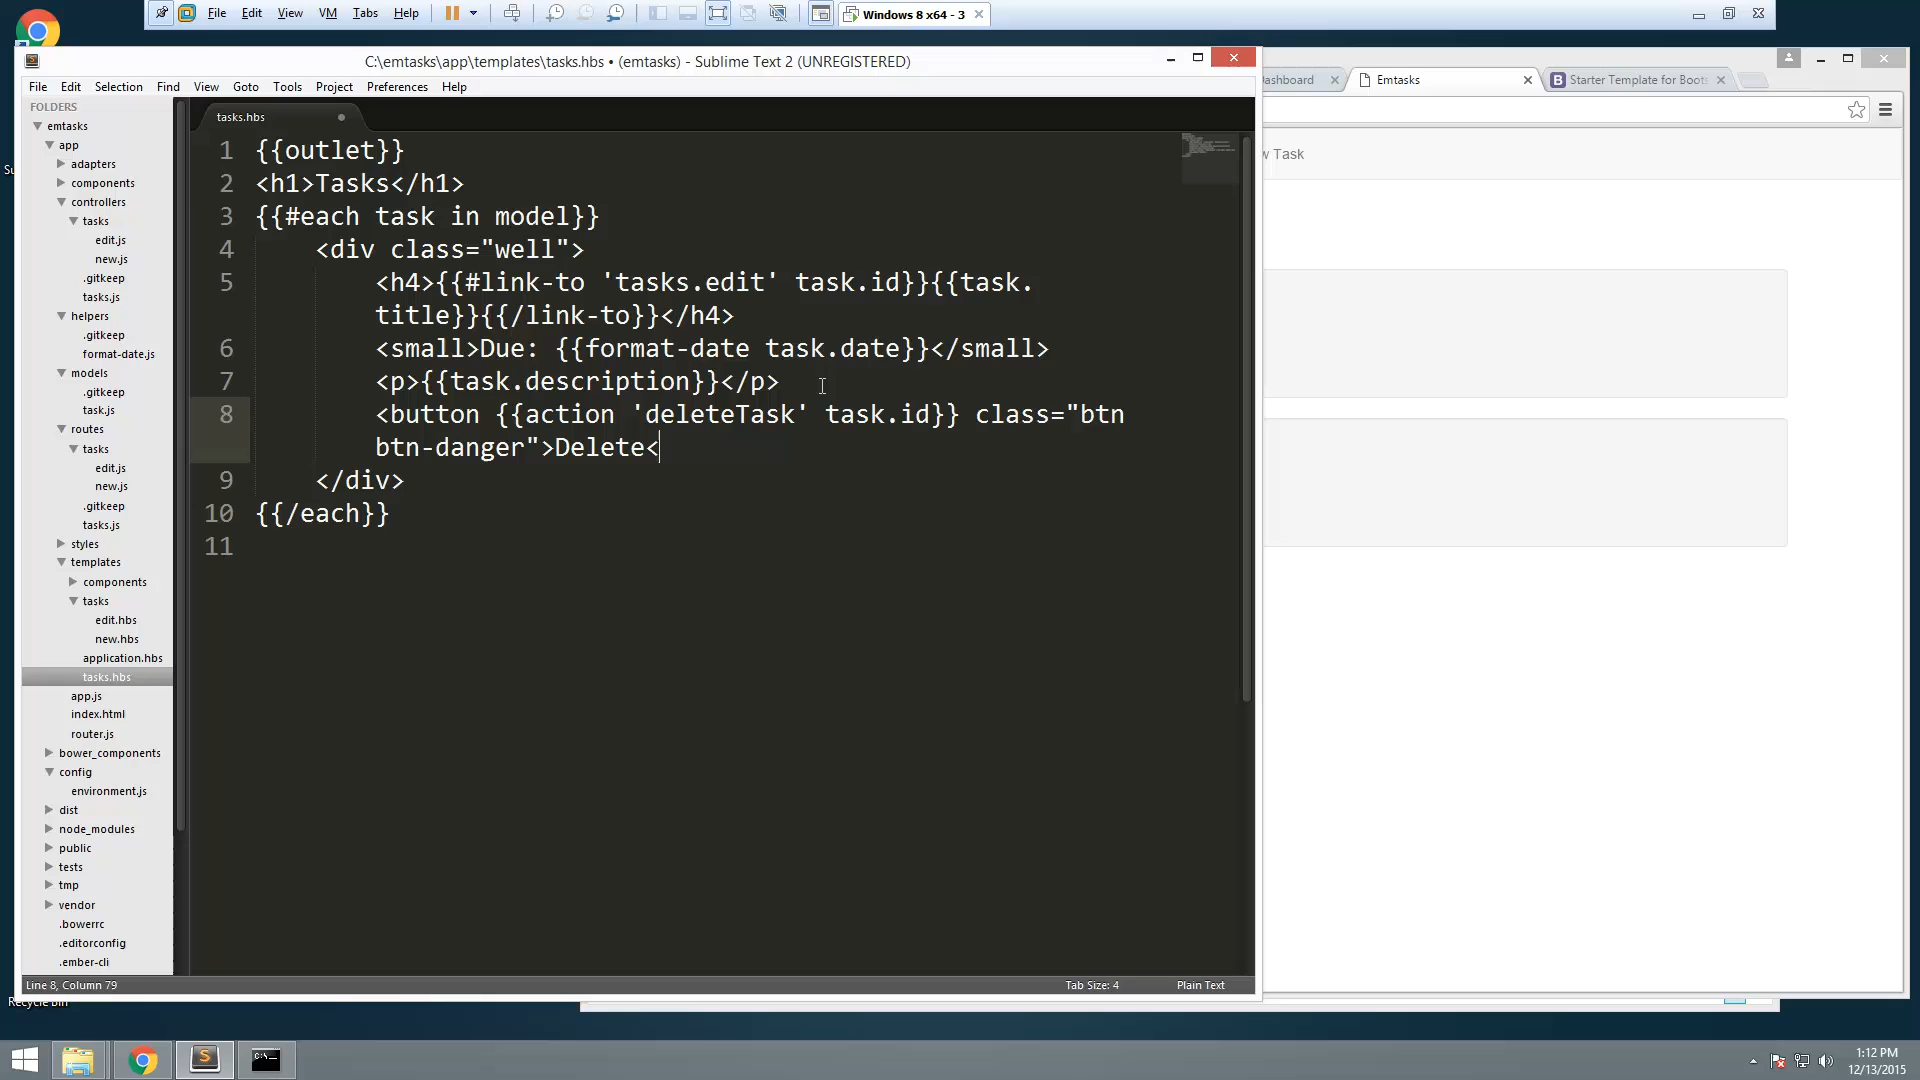 File Edit View VM Tabs Help
Windows 8 x64 - 3
C:\emtasks\app\templates\tasks.hbs • (emtasks) - Sublime Text 2 (UNREGISTERED)
File Edit Selection Find View Goto Tools Project Preferences Help
FOLDERS
emtasks
app
adapters
components
controllers
tasks
edit.js
new.js
.gitkeep
tasks.js
helpers
.gitkeep
format-date.js
models
.gitkeep
task.js
routes
tasks
edit.js
new.js
.gitkeep
tasks.js
styles
templates
components
tasks
edit.hbs
new.hbs
application.hbs
tasks.hbs
app.js
index.html
router.js
bower_components
config
environment.js
dist
node_modules
public
tests
tmp
vendor
.bowerrc
.editorconfig
.ember-cli
tasks.hbs
1 {{outlet}}
2 <h1>Tasks</h1>
3 {{#each task in model}}
4 <div class="well">
5 <h4>{{#link-to 'tasks.edit' task.id}}{{task.
title}}{{/link-to}}</h4>
6 <small>Due: {{format-date task.date}}</small>
7 <p>{{task.description}}</p>
8 <button {{action 'deleteTask' task.id}} class="btn
btn-danger">Delete<
9 </div>
10 {{/each}}
11
Line 8, Column 79
Tab Size: 4
Plain Text
Emtasks
Starter Template for Boots
Task
1:12 PM
12/13/2015